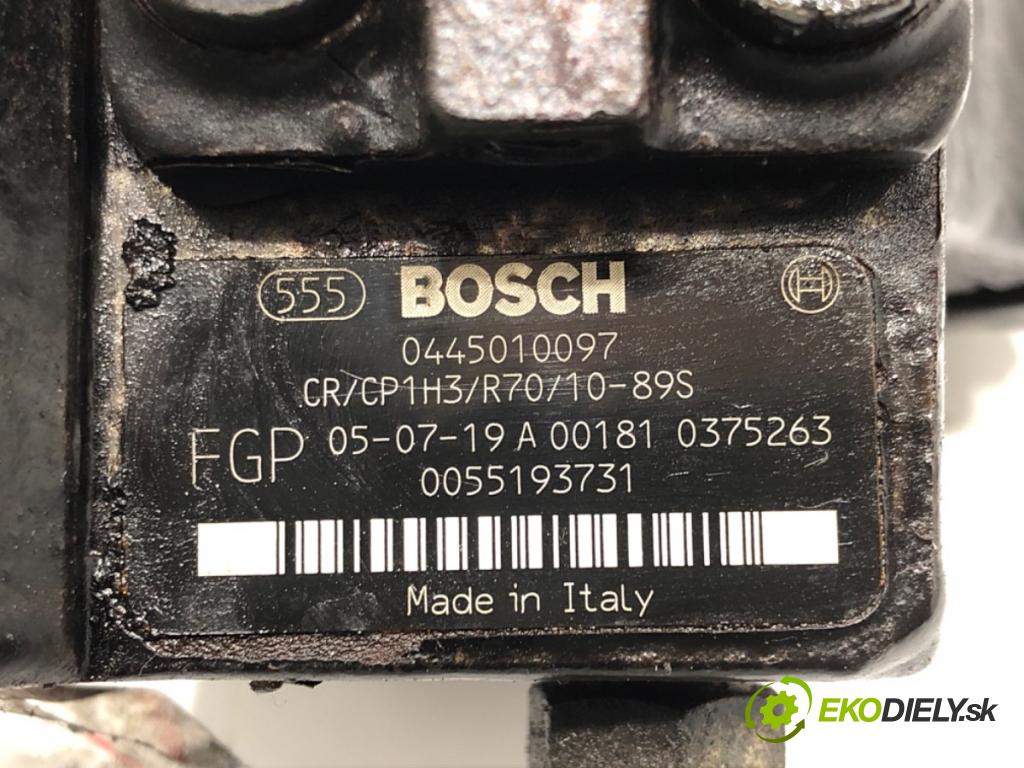 555 BOSCH
0445010097
CR/CP1H3/R70/10-89S
FGP 05-07-19 A 00181 0375263
0055193731
Made in Italy
EKODIELY.sk